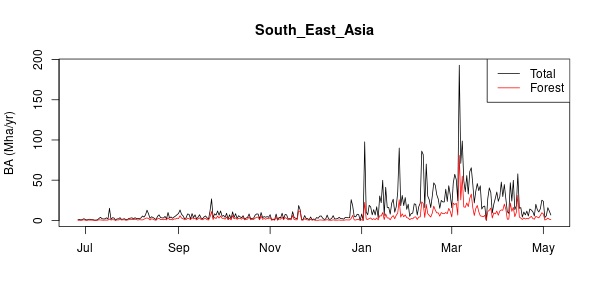 South_East_Asia
BA (Mha/yr)
200
150
100
50
0
Total
Forest
Jul Sep Nov Jan Mar May